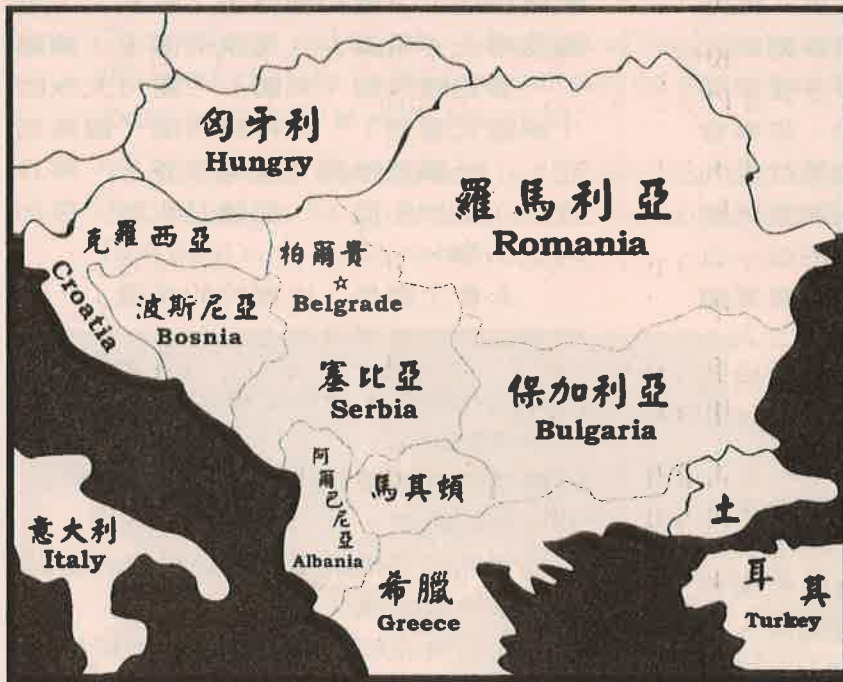 匈牙利
Hungry
羅馬利亞
Romania
克羅西亞
Croatia
柏爾貴
Belgrade
波斯尼亞
Bosnia
塞比亞
Serbia
保加利亞
Bulgaria
阿爾巴尼亞
Albania
馬其頓
意大利
Italy
希臘
Greece
土
耳
其
Turkey